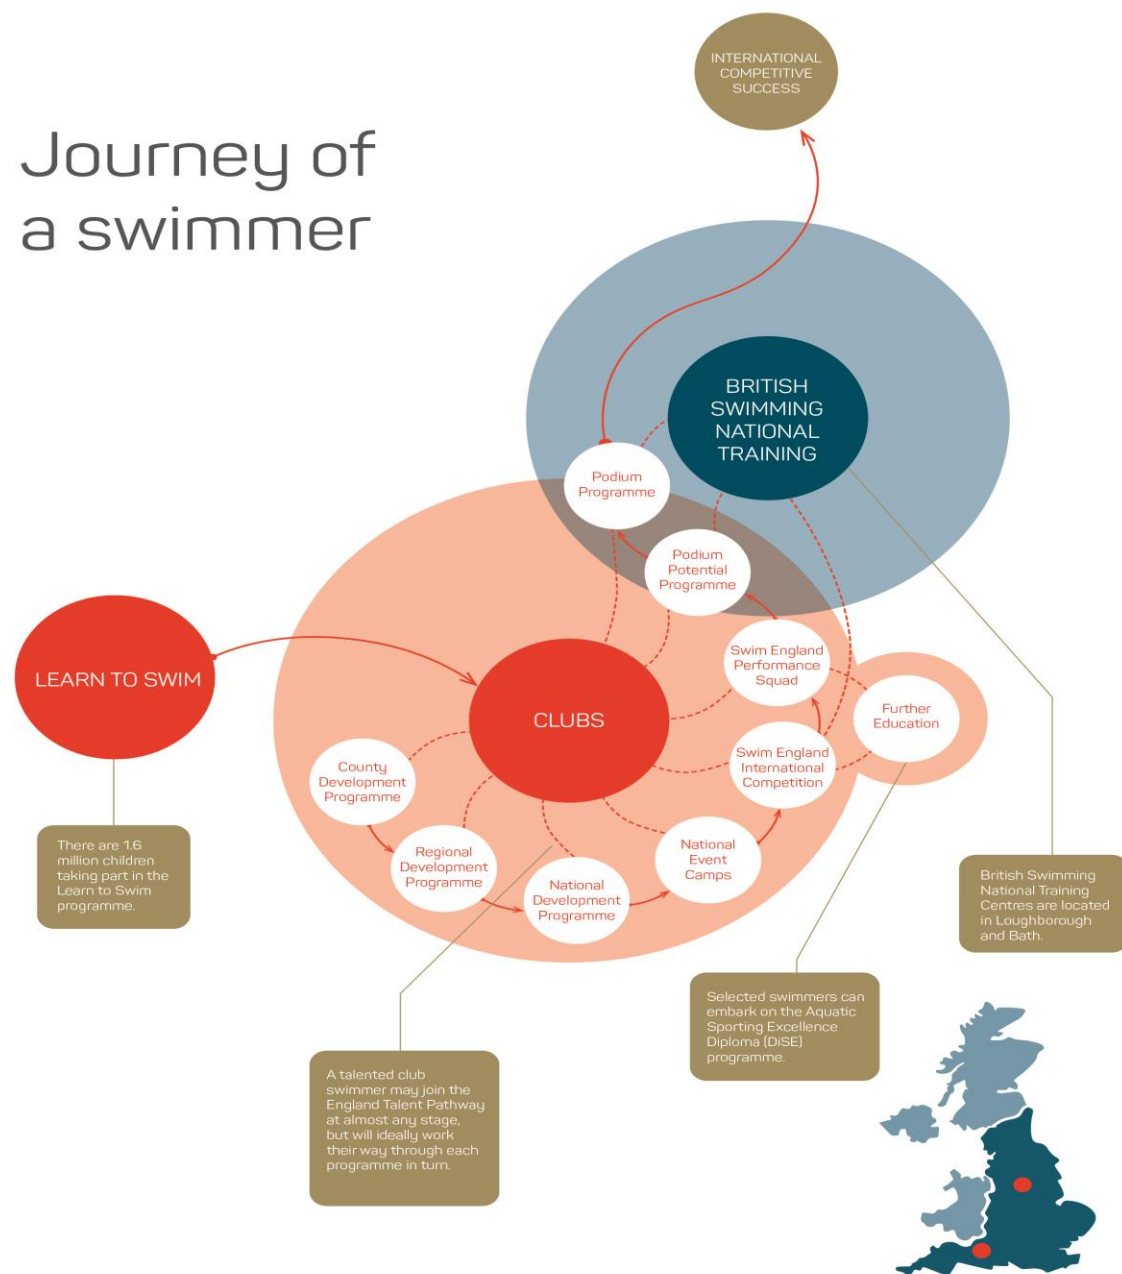 Journey of
a swimmer
INTERNATIONAL
COMPETITIVE
SUCCESS
BRITISH
SWIMMING
NATIONAL
TRAINING
Podium
Programme
Podium
Potential
Programme
Swim England
Performance
Squad
Further
Education
Swim England
International
Competition
LEARN TO SWIM
CLUBS
County
Development
Programme
Regional
Development
Programme
National
Development
Programme
National
Event
Camps
There are 1.6
million children
taking part in the
Learn to Swim
programme.
A talented club
swimmer may join the
England Talent Pathway
at almost any stage,
but will ideally work
their way through each
programme in turn.
Selected swimmers can
embark on the Aquatic
Sporting Excellence
Diploma (DiSE)
programme.
British Swimming
National Training
Centres are located
in Loughborough
and Bath.